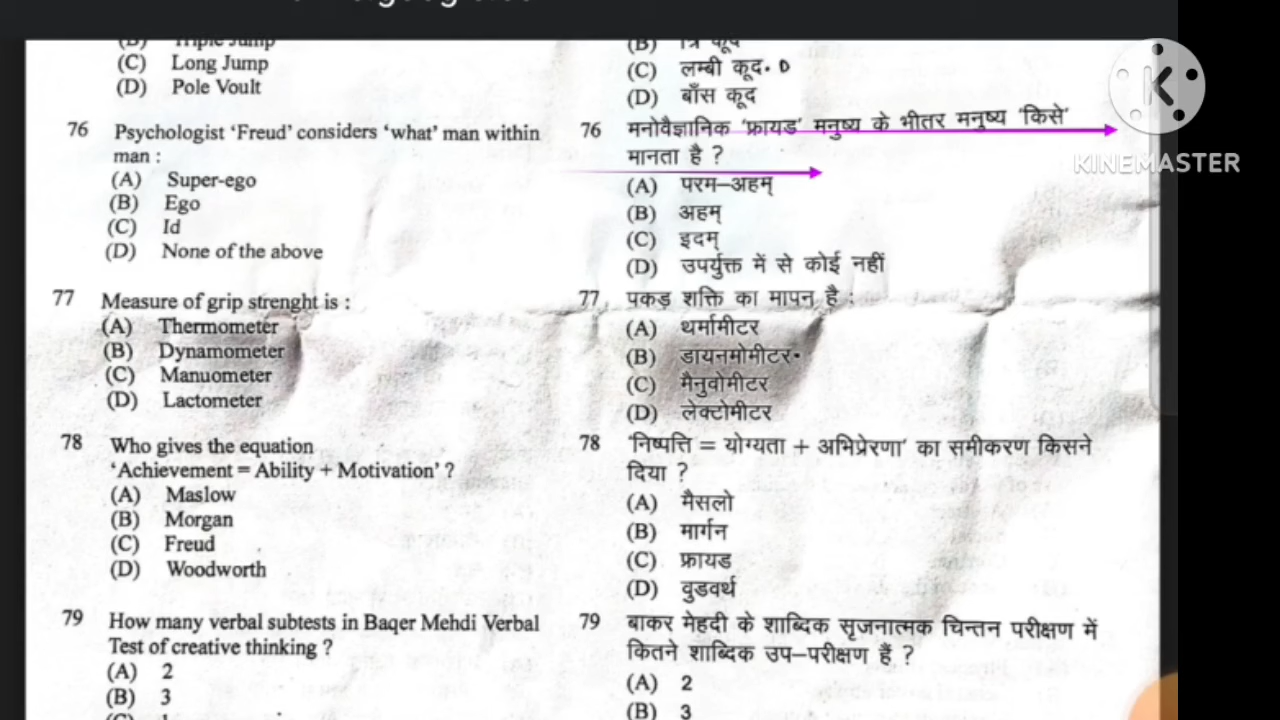 (B) Triple Jump
(C) Long Jump
(D) Pole Voult
76 Psychologist ‘Freud’ considers ‘what’ man within
man :
(A) Super-ego
(B) Ego
(C) Id
(D) None of the above
77 Measure of grip strenght is :
(A) Thermometer
(B) Dynamometer
(C) Manuometer
(D) Lactometer
78 Who gives the equation
‘Achievement = Ability + Motivation’ ?
(A) Maslow
(B) Morgan
(C) Freud
(D) Woodworth
79 How many verbal subtests in Baqer Mehdi Verbal
Test of creative thinking ?
(A) 2
(B) 3
(B) त्रि कूद
(C) लम्बी कूद• D
(D) बाँस कूद
76 मनोवैज्ञानिक ‘फ्रायड’ मनुष्य के भीतर मनुष्य ‘किसे’
मानता है ?
(A) परम–अहम्
(B) अहम्
(C) इदम्
(D) उपर्युक्त में से कोई नहीं
77 पकड़ शक्ति का मापन है :
(A) थर्मामीटर
(B) डायनमोमीटर•
(C) मैनुवोमीटर
(D) लेक्टोमीटर
78 ‘निष्पत्ति = योग्यता + अभिप्रेरणा’ का समीकरण किसने
दिया ?
(A) मैसलो
(B) मार्गन
(C) फ्रायड
(D) वुडवर्थ
79 बाकर मेहदी के शाब्दिक सृजनात्मक चिन्तन परीक्षण में
कितने शाब्दिक उप–परीक्षण हैं ?
(A) 2
(B) 3
K
KINEMASTER